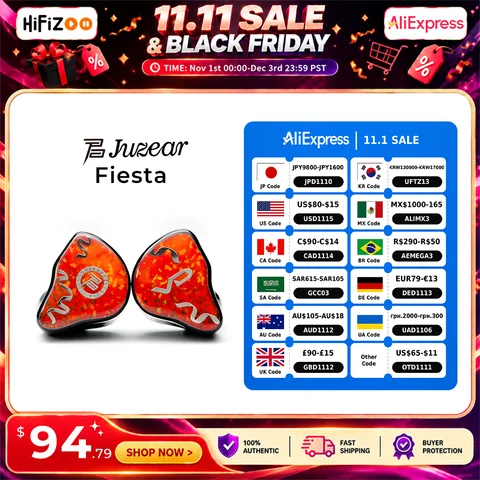 HiFiZOO
11.11 SALE
& BLACK FRIDAY
TIME: Nov 1st 00:00-Dec 3rd 23:59 PST
AliExpress
Juzear
Fiesta
AliExpress | 11.1 SALE
JP Code
JPY9800-JPY1600
JPD1110
KR Code
KRW130900-KRW17000
UFTZ13
US Code
US$80-$15
USD1115
MX Code
MX$1000-165
ALIMX3
CA Code
C$90-C$14
CAD1114
BR Code
R$290-R$50
AEMEGA3
SA Code
SAR615-SAR105
GCC03
DE Code
EUR79-€13
DED1113
AU Code
AU$105-AU$18
AUD1112
UA Code
грн.2000-грн.300
UAD1106
UK Code
£90-£15
GBD1112
Other
Code
US$65-$11
OTD1111
$94.79
SHOP NOW >
100%
AUTHENTIC
FAST
SHIPPING
BUYER
PROTECTION